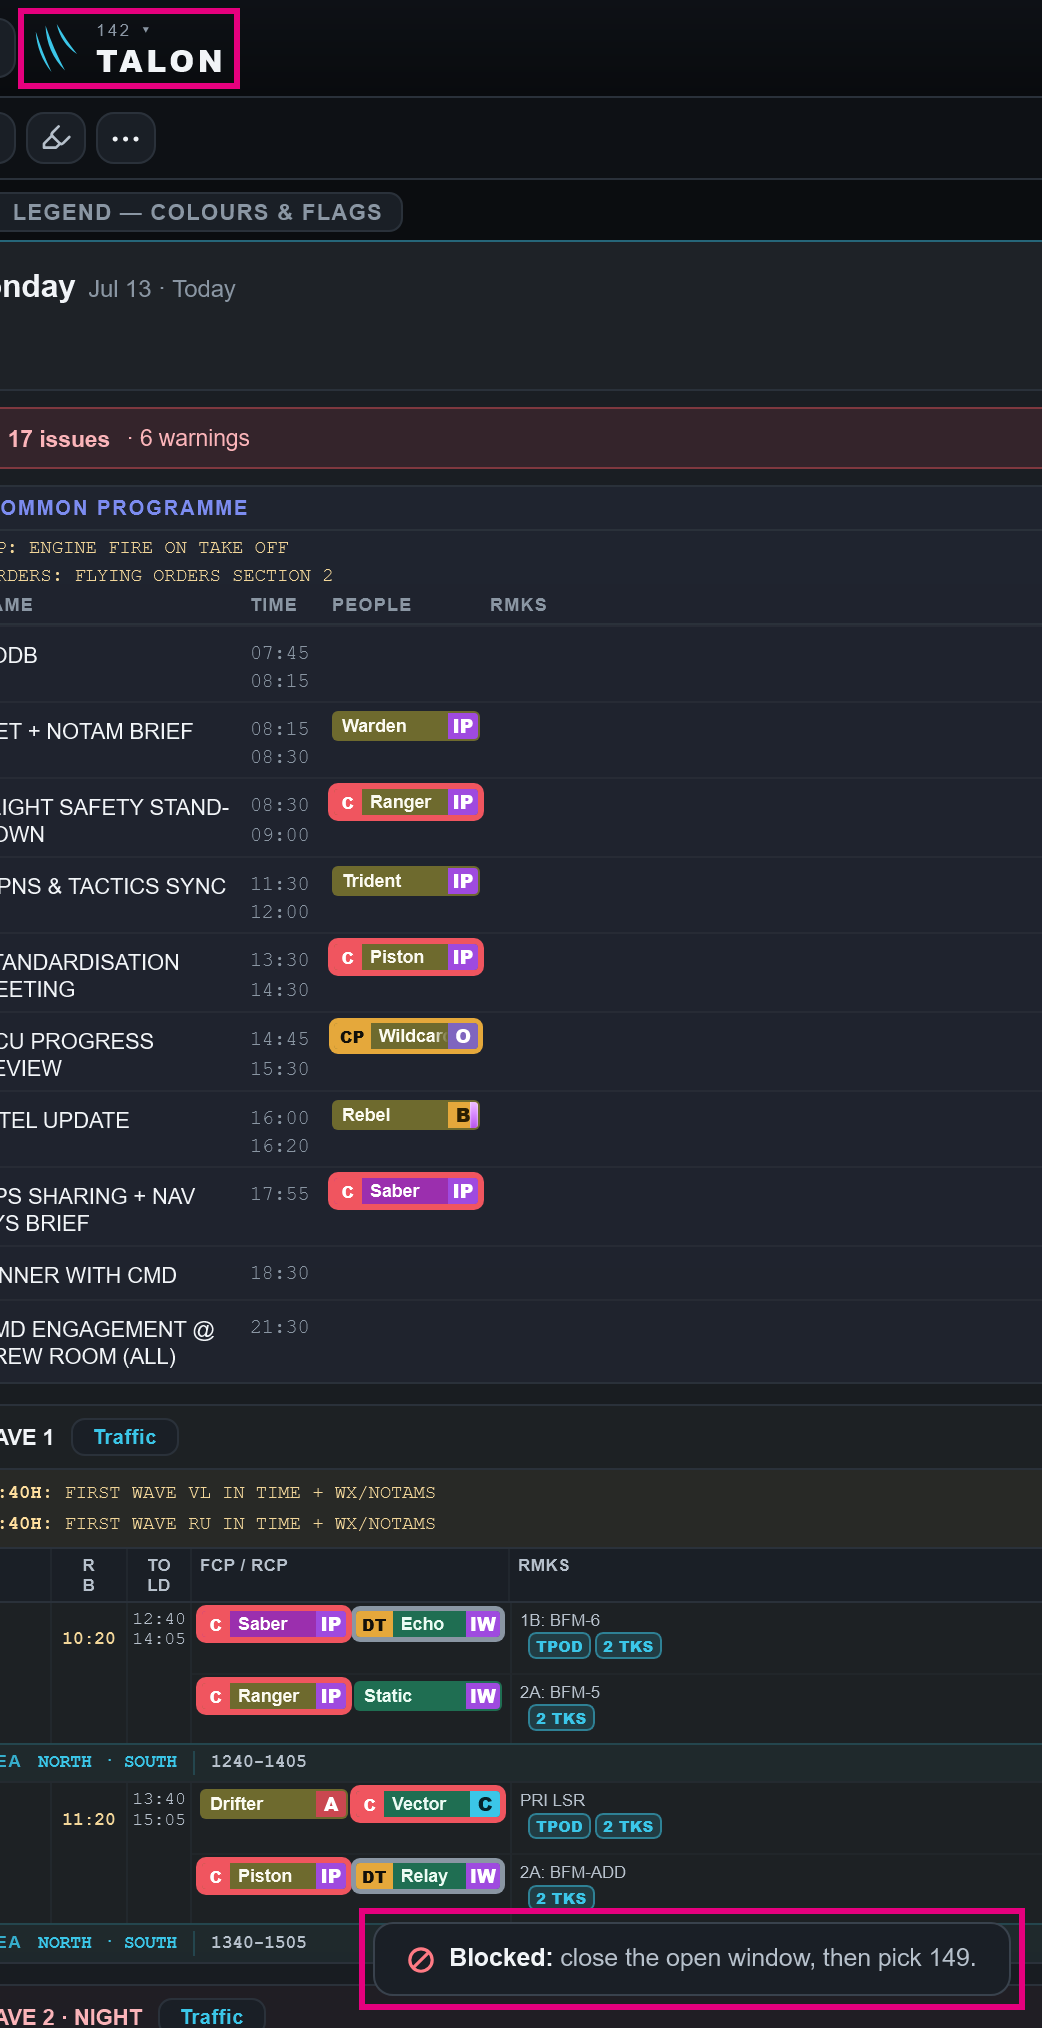 142 ▾
TALON
LEGEND — COLOURS & FLAGS
onday Jul 13 · Today
17 issues · 6 warnings
OMMON PROGRAMME
P: ENGINE FIRE ON TAKE OFF
RDERS: FLYING ORDERS SECTION 2
AME TIME PEOPLE RMKS
ODB 07:45
08:15
ET + NOTAM BRIEF 08:15 Warden IP
08:30
IGHT SAFETY STAND- 08:30 C Ranger IP
OWN 09:00
PNS & TACTICS SYNC 11:30 Trident IP
12:00
TANDARDISATION 13:30 C Piston IP
EETING 14:30
CU PROGRESS 14:45 CP Wildcar O
EVIEW 15:30
TEL UPDATE 16:00 Rebel B
16:20
PS SHARING + NAV 17:55 C Saber IP
YS BRIEF
NNER WITH CMD 18:30
MD ENGAGEMENT @ 21:30
REW ROOM (ALL)
AVE 1 Traffic
:40H: FIRST WAVE VL IN TIME + WX/NOTAMS
:40H: FIRST WAVE RU IN TIME + WX/NOTAMS
R TO FCP / RCP RMKS
B LD
10:20 12:40 C Saber IP DT Echo IW 1B: BFM-6
14:05 TPOD 2 TKS
C Ranger IP Static IW 2A: BFM-5
2 TKS
EA NORTH · SOUTH 1240-1405
11:20 13:40 Drifter A C Vector C PRI LSR
15:05 TPOD 2 TKS
C Piston IP DT Relay IW 2A: BFM-ADD
2 TKS
EA NORTH · SOUTH 1340-1505
Blocked: close the open window, then pick 149.
AVE 2 · NIGHT Traffic